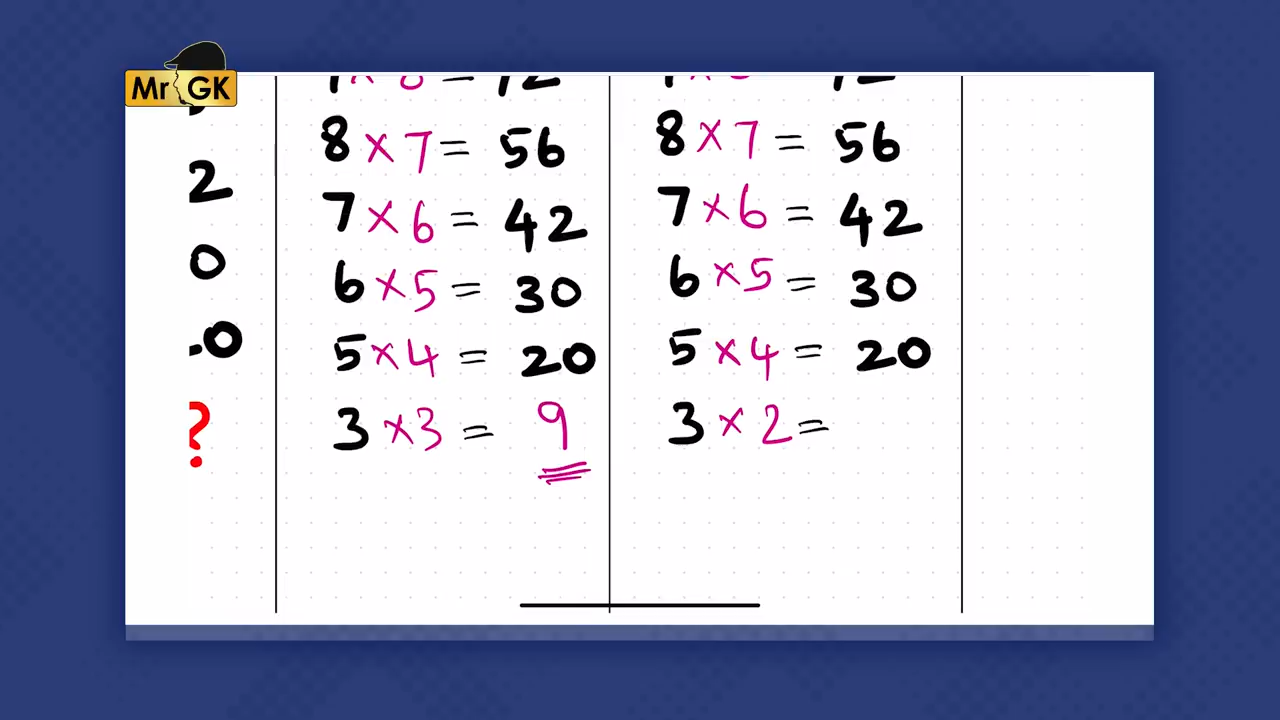 Mr GK
2
0
0
?
8 × 7 = 56
7 × 6 = 42
6 × 5 = 30
5 × 4 = 20
3 × 3 = 9
8 × 7 = 56
7 × 6 = 42
6 × 5 = 30
5 × 4 = 20
3 × 2 =